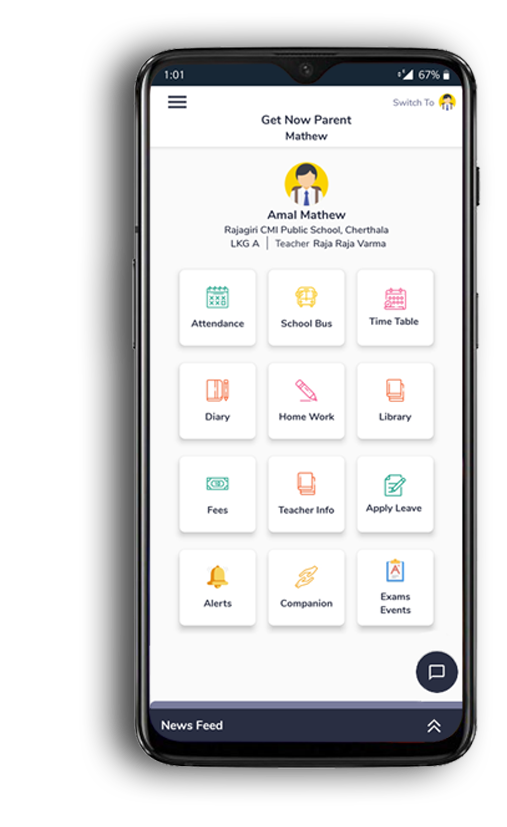 1:01
67%
Switch To
Get Now Parent
Mathew
Amal Mathew
Rajagiri CMI Public School, Cherthala
LKG A | Teacher Raja Raja Varma
Attendance
School Bus
Time Table
Diary
Home Work
Library
Fees
Teacher Info
Apply Leave
Alerts
Companion
Exams
Events
News Feed